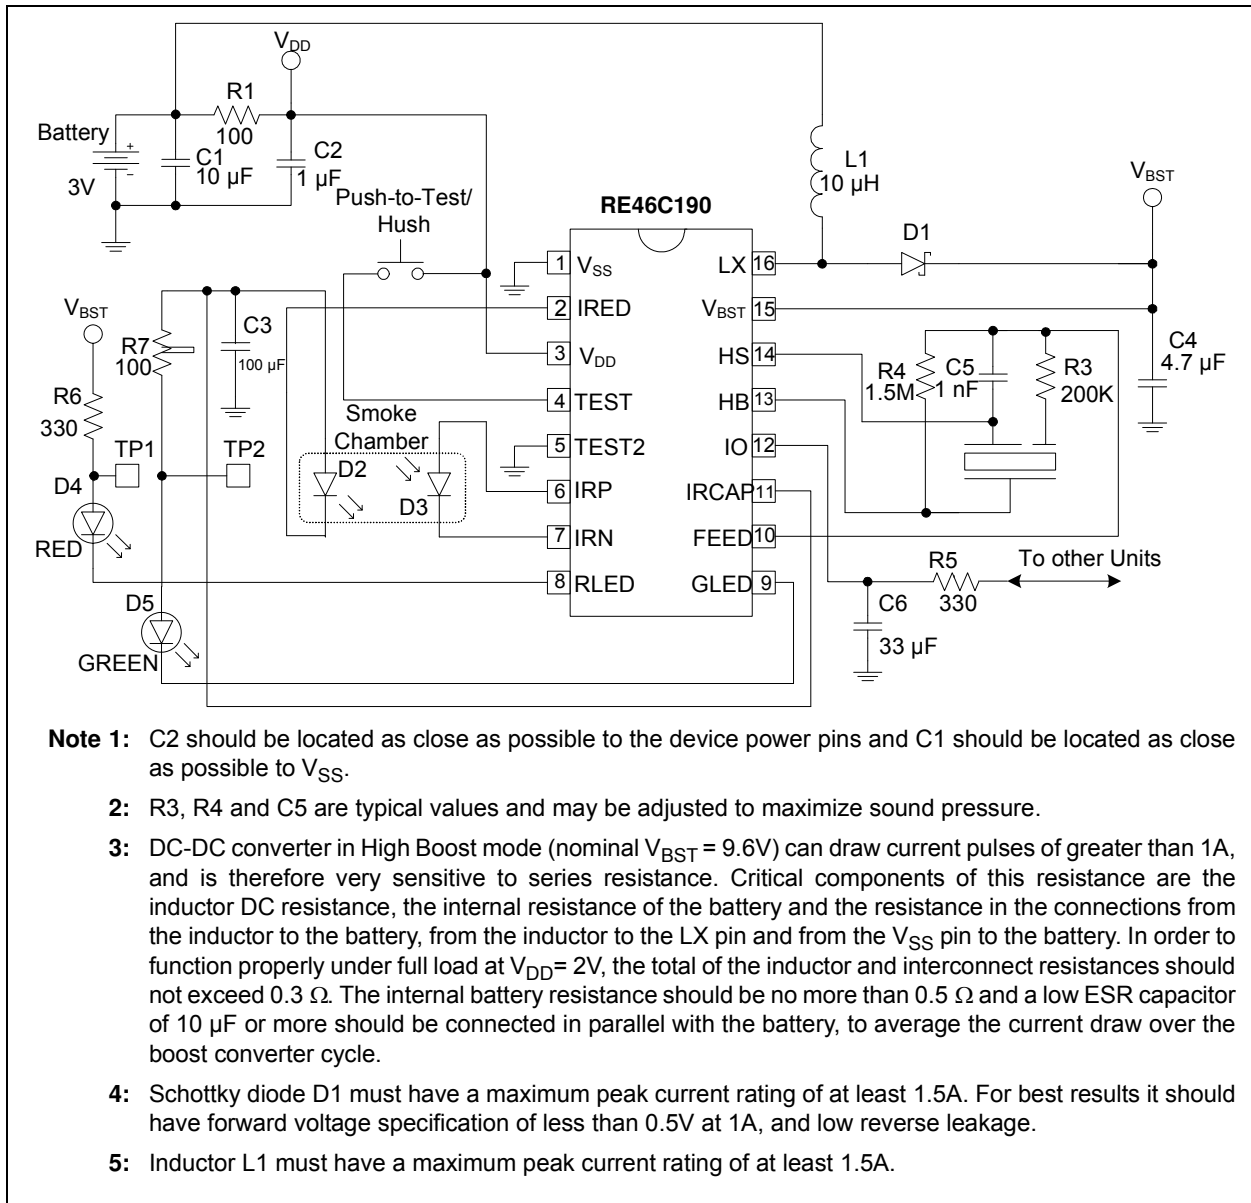 V_DD
R1
100
Battery
+
−
3V
C1
10 µF
C2
1 µF
L1
10 µH
V_BST
Push-to-Test/
Hush
RE46C190
D1
1 V_SS
LX 16
2 IRED
V_BST 15
3 V_DD
HS 14
4 TEST
HB 13
5 TEST2
IO 12
6 IRP
IRCAP 11
7 IRN
FEED 10
8 RLED
GLED 9
V_BST
R7
100
C3
100 µF
R6
330
TP1
TP2
Smoke
Chamber
D2
D3
D4
RED
D5
GREEN
R4
1.5M
C5
1 nF
R3
200K
C4
4.7 µF
R5
330
To other Units
C6
33 µF
Note 1: C2 should be located as close as possible to the device power pins and C1 should be located as close
as possible to V_SS.
2: R3, R4 and C5 are typical values and may be adjusted to maximize sound pressure.
3: DC-DC converter in High Boost mode (nominal V_BST = 9.6V) can draw current pulses of greater than 1A,
and is therefore very sensitive to series resistance. Critical components of this resistance are the
inductor DC resistance, the internal resistance of the battery and the resistance in the connections from
the inductor to the battery, from the inductor to the LX pin and from the V_SS pin to the battery. In order to
function properly under full load at V_DD= 2V, the total of the inductor and interconnect resistances should
not exceed 0.3 Ω. The internal battery resistance should be no more than 0.5 Ω and a low ESR capacitor
of 10 µF or more should be connected in parallel with the battery, to average the current draw over the
boost converter cycle.
4: Schottky diode D1 must have a maximum peak current rating of at least 1.5A. For best results it should
have forward voltage specification of less than 0.5V at 1A, and low reverse leakage.
5: Inductor L1 must have a maximum peak current rating of at least 1.5A.